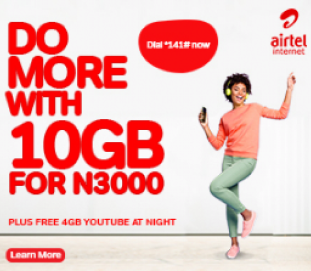 DO
MORE
WITH
10GB
FOR N3000
PLUS FREE 4GB YOUTUBE AT NIGHT
Learn More
Dial *141# now
airtel
internet